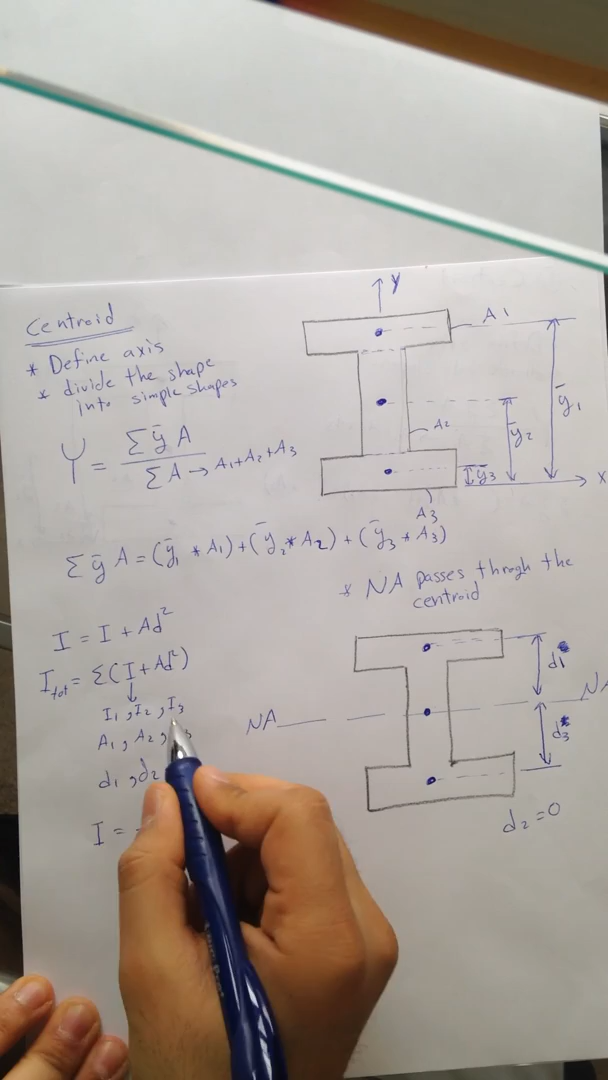 Centroid
* Define axis
* divide the shape
into simple shapes
Y = Σ ȳ A / Σ A → A1+A2+A3
Y
A1
A2
ȳ1
ȳ2
ȳ3
X
A3
Σ ȳ A = (ȳ1 * A1) + (ȳ2 * A2) + (ȳ3 * A3)
* NA passes throgh the
centroid
I = I + Ad²
I tot = Σ(I + Ad²)
↓
I1, I2, I3
A1, A2,
d1, d2
I =
NA
NA
d1
d3
d2 = 0